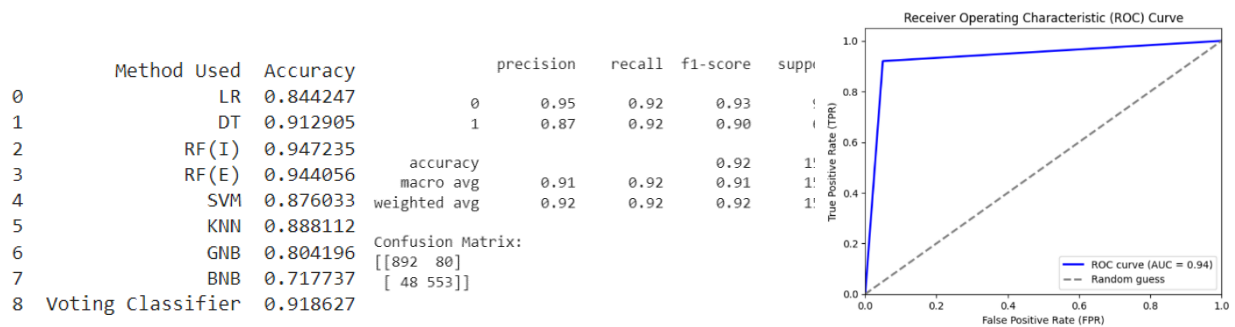 Method Used Accuracy
0 LR 0.844247
1 DT 0.912905
2 RF(I) 0.947235
3 RF(E) 0.944056
4 SVM 0.876033
5 KNN 0.888112
6 GNB 0.804196
7 BNB 0.717737
8 Voting Classifier 0.918627
precision recall f1-score
0 0.95 0.92 0.93
1 0.87 0.92 0.90
accuracy 0.92
macro avg 0.91 0.92 0.91
weighted avg 0.92 0.92 0.92
Confusion Matrix:
[[892 80]
[ 48 553]]
Receiver Operating Characteristic (ROC) Curve
True Positive Rate (TPR)
1.0
0.8
0.6
0.4
0.2
0.0
ROC curve (AUC = 0.94)
Random guess
0.0 0.2 0.4 0.6 0.8 1.0
False Positive Rate (FPR)